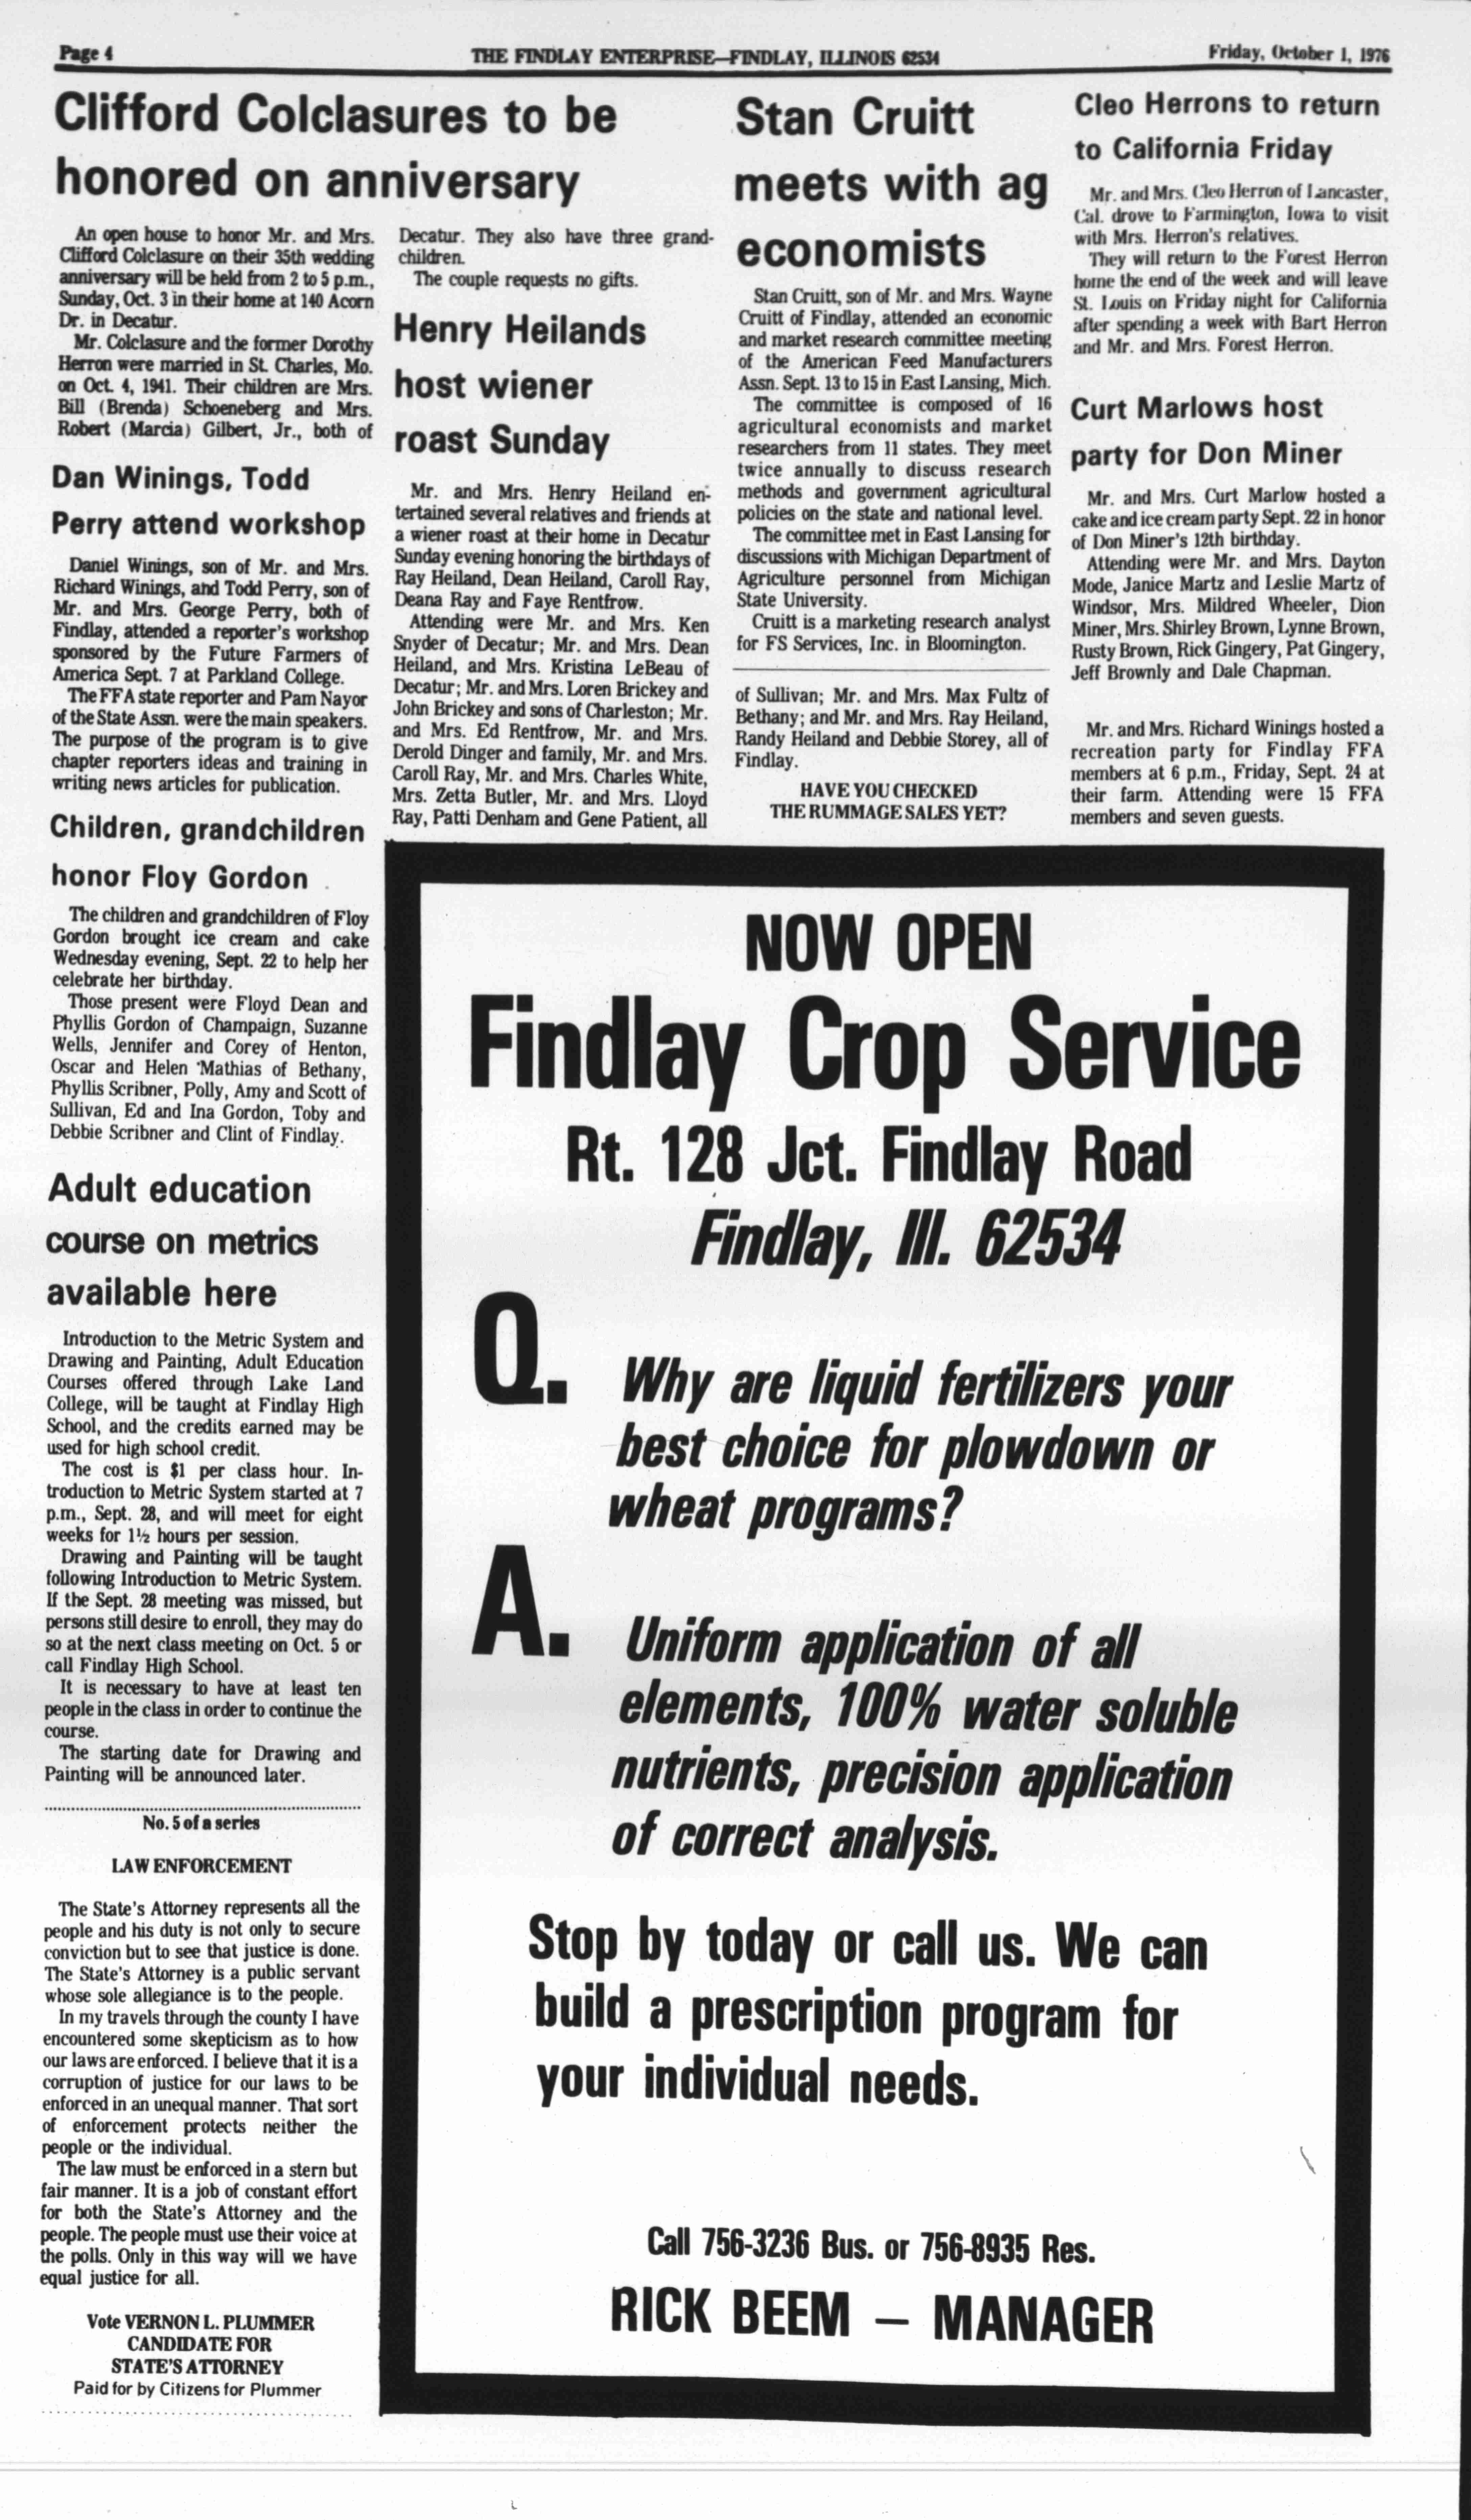 Page 4
THE FINDLAY ENTERPRISE—FINDLAY, ILLINOIS 62534
Friday, October 1, 1976
Clifford Colclasures to be
honored on anniversary
An open house to honor Mr. and Mrs.
Clifford Colclasure on their 35th wedding
anniversary will be held from 2 to 5 p.m.,
Sunday, Oct. 3 in their home at 140 Acorn
Dr. in Decatur.
Mr. Colclasure and the former Dorothy
Herron were married in St. Charles, Mo.
on Oct. 4, 1941. Their children are Mrs.
Bill (Brenda) Schoeneberg and Mrs.
Robert (Marcia) Gilbert, Jr., both of
Decatur. They also have three grand-
children.
The couple requests no gifts.
Dan Winings, Todd
Perry attend workshop
Daniel Winings, son of Mr. and Mrs.
Richard Winings, and Todd Perry, son of
Mr. and Mrs. George Perry, both of
Findlay, attended a reporter's workshop
sponsored by the Future Farmers of
America Sept. 7 at Parkland College.
The FFA state reporter and Pam Nayor
of the State Assn. were the main speakers.
The purpose of the program is to give
chapter reporters ideas and training in
writing news articles for publication.
Children, grandchildren
honor Floy Gordon
The children and grandchildren of Floy
Gordon brought ice cream and cake
Wednesday evening, Sept. 22 to help her
celebrate her birthday.
Those present were Floyd Dean and
Phyllis Gordon of Champaign, Suzanne
Wells, Jennifer and Corey of Henton,
Oscar and Helen Mathias of Bethany,
Phyllis Scribner, Polly, Amy and Scott of
Sullivan, Ed and Ina Gordon, Toby and
Debbie Scribner and Clint of Findlay.
Adult education
course on metrics
available here
Introduction to the Metric System and
Drawing and Painting, Adult Education
Courses offered through Lake Land
College, will be taught at Findlay High
School, and the credits earned may be
used for high school credit.
The cost is $1 per class hour. In-
troduction to Metric System started at 7
p.m., Sept. 28, and will meet for eight
weeks for 1½ hours per session.
Drawing and Painting will be taught
following Introduction to Metric System.
If the Sept. 28 meeting was missed, but
persons still desire to enroll, they may do
so at the next class meeting on Oct. 5 or
call Findlay High School.
It is necessary to have at least ten
people in the class in order to continue the
course.
The starting date for Drawing and
Painting will be announced later.
No. 5 of a series
LAW ENFORCEMENT
The State's Attorney represents all the
people and his duty is not only to secure
conviction but to see that justice is done.
The State's Attorney is a public servant
whose sole allegiance is to the people.
In my travels through the county I have
encountered some skepticism as to how
our laws are enforced. I believe that it is a
corruption of justice for our laws to be
enforced in an unequal manner. That sort
of enforcement protects neither the
people or the individual.
The law must be enforced in a stern but
fair manner. It is a job of constant effort
for both the State's Attorney and the
people. The people must use their voice at
the polls. Only in this way will we have
equal justice for all.
Vote VERNON L. PLUMMER
CANDIDATE FOR
STATE'S ATTORNEY
Paid for by Citizens for Plummer
Henry Heilands
host wiener
roast Sunday
Mr. and Mrs. Henry Heiland en-
tertained several relatives and friends at
a wiener roast at their home in Decatur
Sunday evening honoring the birthdays of
Ray Heiland, Dean Heiland, Caroll Ray,
Deana Ray and Faye Rentfrow.
Attending were Mr. and Mrs. Ken
Snyder of Decatur; Mr. and Mrs. Dean
Heiland, and Mrs. Kristina LeBeau of
Decatur; Mr. and Mrs. Loren Brickey and
John Brickey and sons of Charleston; Mr.
and Mrs. Ed Rentfrow, Mr. and Mrs.
Derold Dinger and family, Mr. and Mrs.
Caroll Ray, Mr. and Mrs. Charles White,
Mrs. Zetta Butler, Mr. and Mrs. Lloyd
Ray, Patti Denham and Gene Patient, all
of Sullivan; Mr. and Mrs. Max Fultz of
Bethany; and Mr. and Mrs. Ray Heiland,
Randy Heiland and Debbie Storey, all of
Findlay.
HAVE YOU CHECKED
THE RUMMAGE SALES YET?
Stan Cruitt
meets with ag
economists
Stan Cruitt, son of Mr. and Mrs. Wayne
Cruitt of Findlay, attended an economic
and market research committee meeting
of the American Feed Manufacturers
Assn. Sept. 13 to 15 in East Lansing, Mich.
The committee is composed of 16
agricultural economists and market
researchers from 11 states. They meet
twice annually to discuss research
methods and government agricultural
policies on the state and national level.
The committee met in East Lansing for
discussions with Michigan Department of
Agriculture personnel from Michigan
State University.
Cruitt is a marketing research analyst
for FS Services, Inc. in Bloomington.
Cleo Herrons to return
to California Friday
Mr. and Mrs. Cleo Herron of Lancaster,
Cal. drove to Farmington, Iowa to visit
with Mrs. Herron's relatives.
They will return to the Forest Herron
home the end of the week and will leave
St. Louis on Friday night for California
after spending a week with Bart Herron
and Mr. and Mrs. Forest Herron.
Curt Marlows host
party for Don Miner
Mr. and Mrs. Curt Marlow hosted a
cake and ice cream party Sept. 22 in honor
of Don Miner's 12th birthday.
Attending were Mr. and Mrs. Dayton
Mode, Janice Martz and Leslie Martz of
Windsor, Mrs. Mildred Wheeler, Dion
Miner, Mrs. Shirley Brown, Lynne Brown,
Rusty Brown, Rick Gingery, Pat Gingery,
Jeff Brownly and Dale Chapman.
Mr. and Mrs. Richard Winings hosted a
recreation party for Findlay FFA
members at 6 p.m., Friday, Sept. 24 at
their farm. Attending were 15 FFA
members and seven guests.
NOW OPEN
Findlay Crop Service
Rt. 128 Jct. Findlay Road
Findlay, Ill. 62534
Q. Why are liquid fertilizers your
best choice for plowdown or
wheat programs?
A. Uniform application of all
elements, 100% water soluble
nutrients, precision application
of correct analysis.
Stop by today or call us. We can
build a prescription program for
your individual needs.
Call 756-3236 Bus. or 756-8935 Res.
RICK BEEM — MANAGER